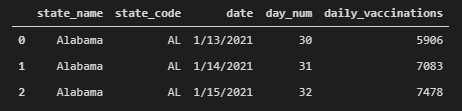 state_name state_code date day_num daily_vaccinations
0 Alabama AL 1/13/2021 30 5906
1 Alabama AL 1/14/2021 31 7083
2 Alabama AL 1/15/2021 32 7478